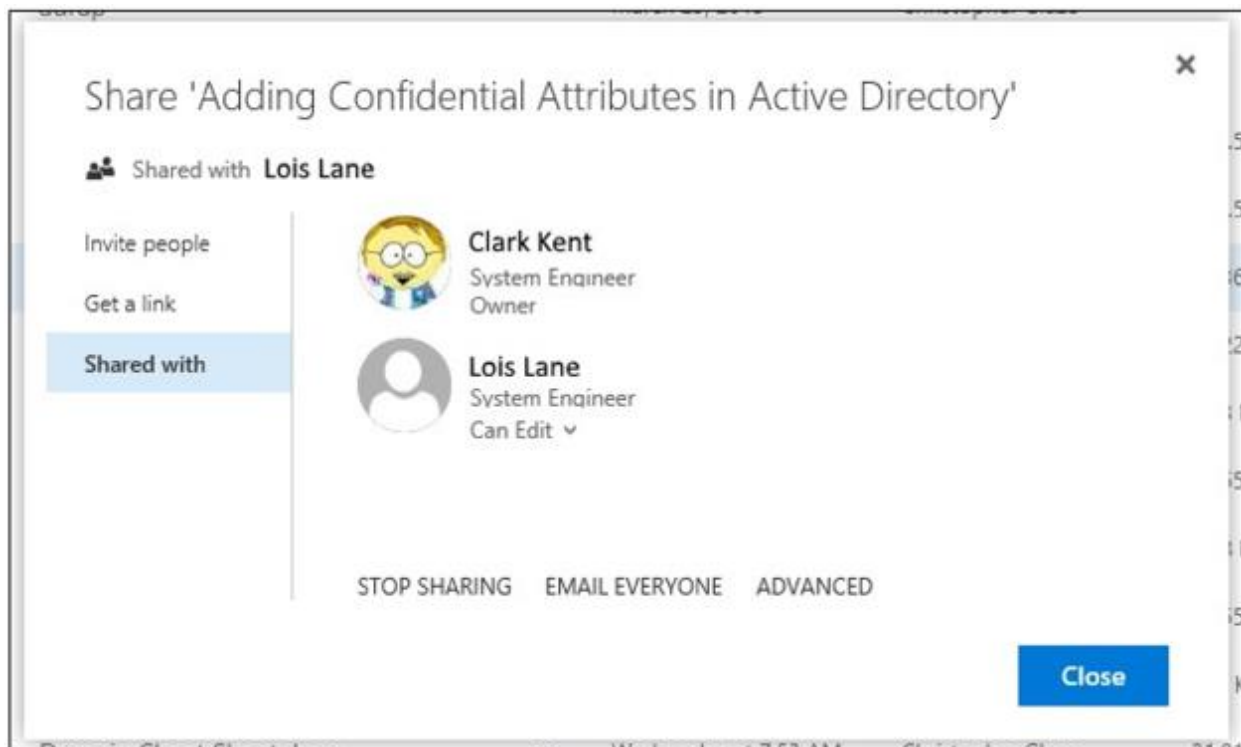 Share 'Adding Confidential Attributes in Active Directory'
Shared with Lois Lane
Invite people
Get a link
Shared with
Clark Kent
System Engineer
Owner
Lois Lane
System Engineer
Can Edit
STOP SHARING EMAIL EVERYONE ADVANCED
Close